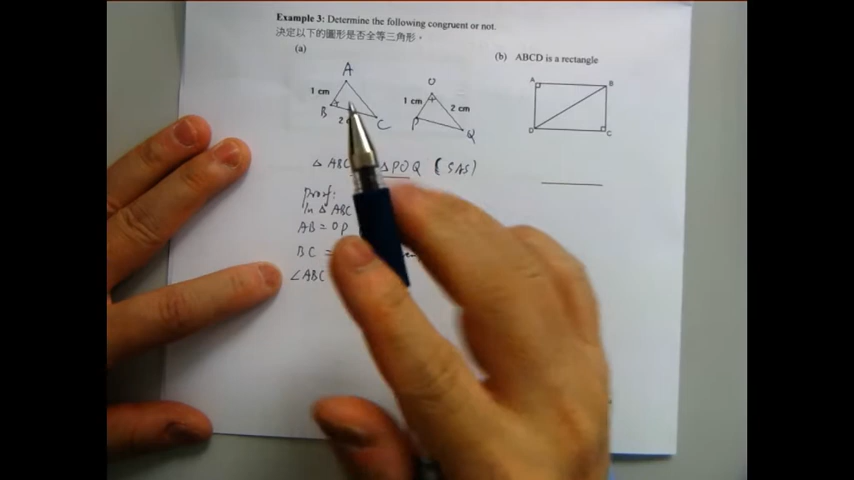 Example 3: Determine the following congruent or not.
決定以下的圖形是否全等三角形。
(a)
(b) ABCD is a rectangle
A
1 cm
B
2
C
O
1 cm
2 cm
P
Q
A
B
D
C
△ ABC △ POQ (SAS)
Proof:
In △ ABC
AB = OP
BC =
∠ABC